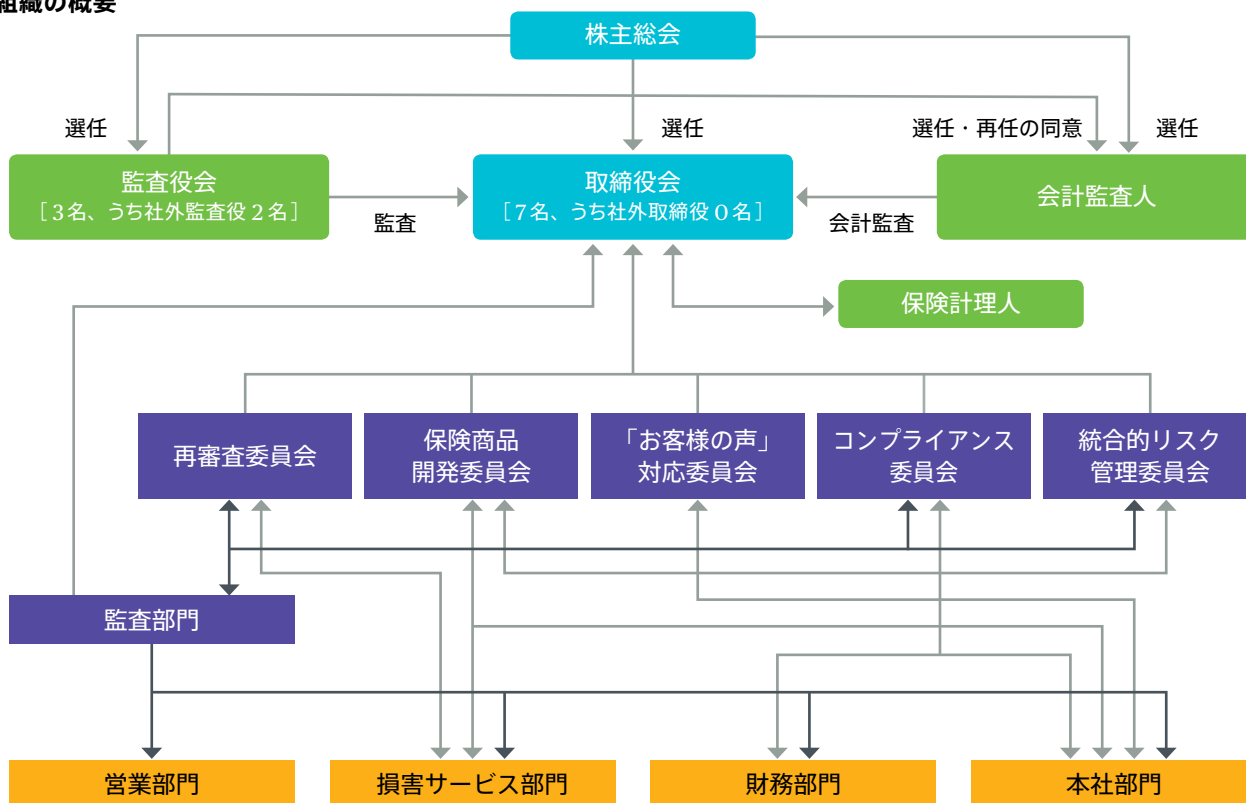 組織の概要
株主総会
選任
選任
選任・再任の同意
選任
監査役会
［3名、うち社外監査役2名］
監査
取締役会
［7名、うち社外取締役0名］
会計監査
会計監査人
保険計理人
再審査委員会
保険商品
開発委員会
「お客様の声」
対応委員会
コンプライアンス
委員会
統合的リスク
管理委員会
監査部門
営業部門
損害サービス部門
財務部門
本社部門